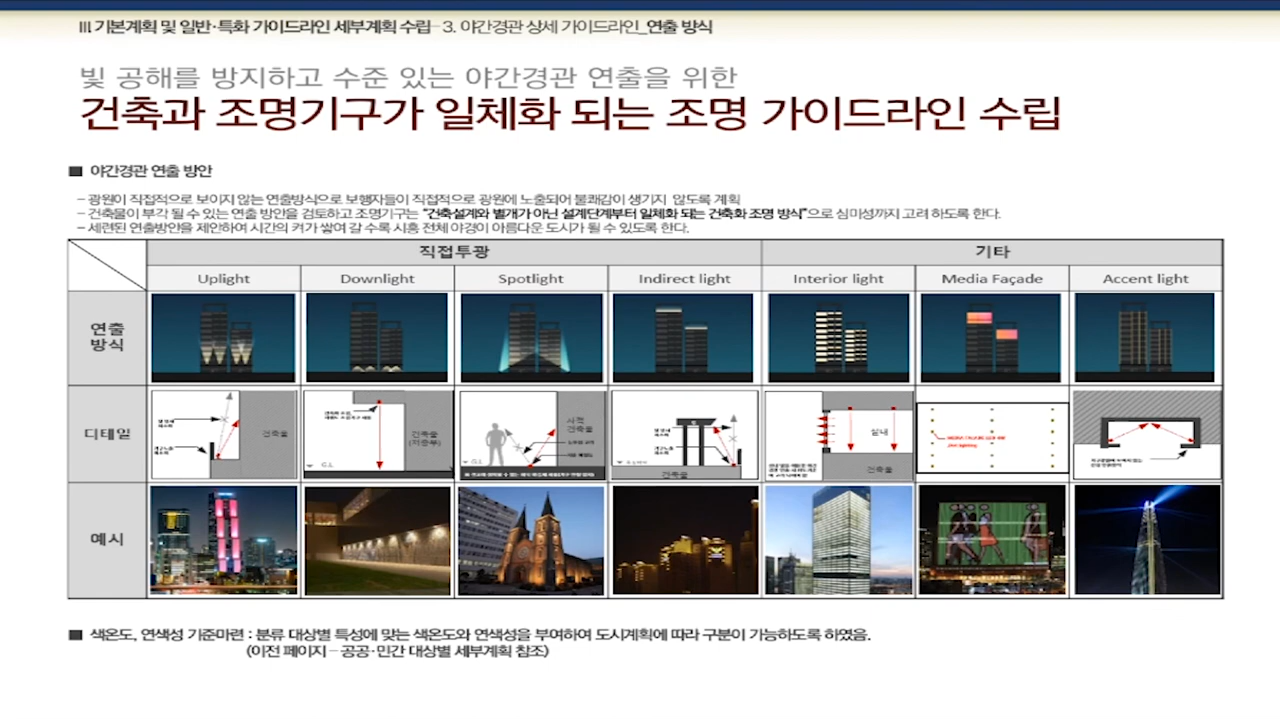 III. 기본계획 및 일반·특화 가이드라인 세부계획 수립– 3. 야간경관 상세 가이드라인_연출 방식
빛 공해를 방지하고 수준 있는 야간경관 연출을 위한
건축과 조명기구가 일체화 되는 조명 가이드라인 수립
■ 야간경관 연출 방안
– 광원이 직접적으로 보이지 않는 연출방식으로 보행자들이 직접적으로 광원에 노출되어 불쾌감이 생기지 않도록 계획
– 건축물이 부각 될 수 있는 연출 방안을 검토하고 조명기구는 "건축설계와 별개가 아닌 설계단계부터 일체화 되는 건축화 조명 방식"으로 심미성까지 고려 하도록 한다.
– 세련된 연출방안을 제안하여 시간의 켜가 쌓여 갈 수록 시흥 전체 야경이 아름다운 도시가 될 수 있도록 한다.
직접투광 기타
Uplight Downlight Spotlight Indirect light Interior light Media Façade Accent light
연출
방식
디테일
건축물
건축물
(저층부)
G.L
사적
건축물
G.L
건축물
실내
건축물
예시
■ 색온도, 연색성 기준마련 : 분류 대상별 특성에 맞는 색온도와 연색성을 부여하여 도시계획에 따라 구분이 가능하도록 하였음.
(이전 페이지 – 공공·민간 대상별 세부계획 참조)